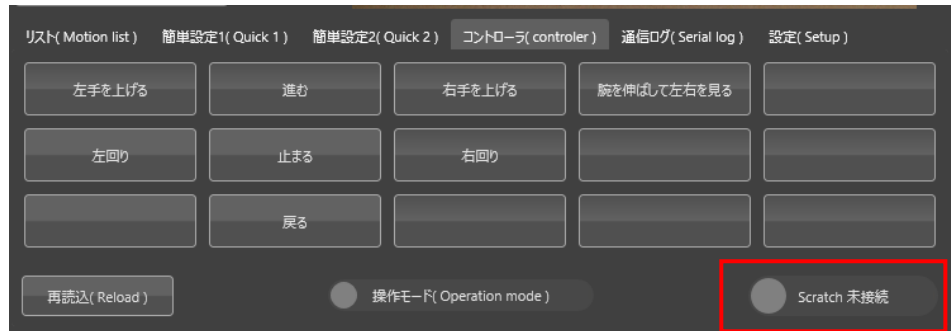 リスト( Motion list ) 簡単設定1( Quick 1 ) 簡単設定2( Quick 2 ) コントローラ( controler ) 通信ログ( Serial log ) 設定( Setup )
左手を上げる 進む 右手を上げる 腕を伸ばして左右を見る
左回り 止まる 右回り
戻る
再読込( Reload ) 操作モード( Operation mode ) Scratch 未接続